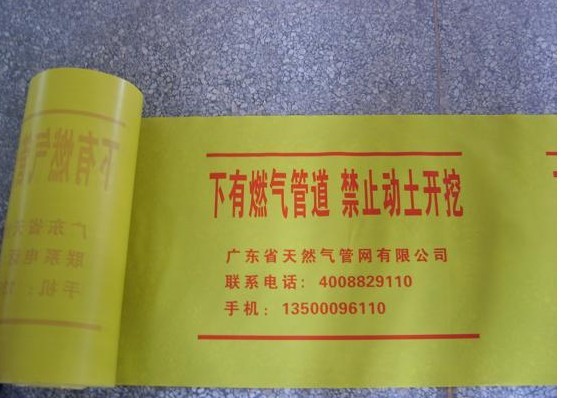 下有燃气管道 禁止动土开挖
广东省天然气管网有限公司
联系电话：4008829110
手机：13500096110